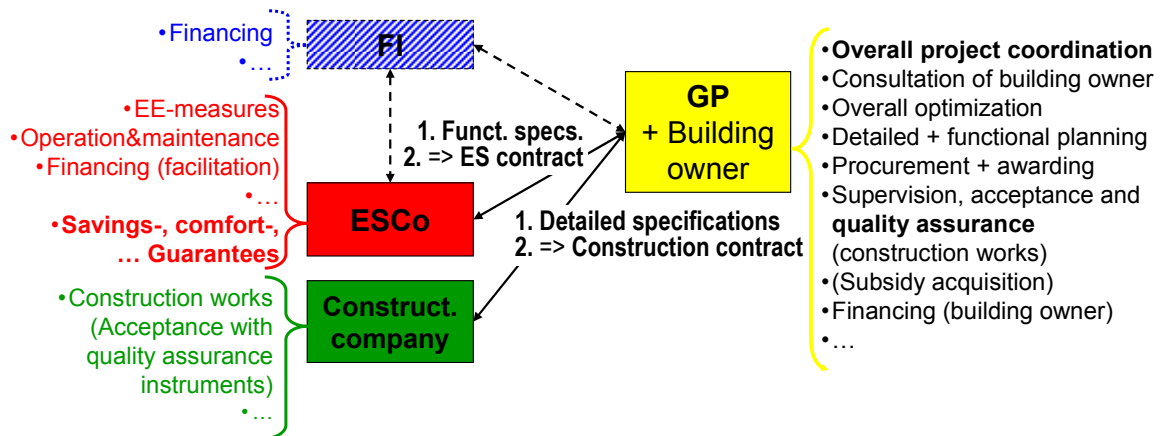 •Financing
•…
FI
•EE-measures
•Operation&maintenance
•Financing (facilitation)
•…
•Savings-, comfort-,
… Guarantees
ESCo
•Construction works
(Acceptance with
quality assurance
instruments)
•…
Construct.
company
1. Funct. specs.
2. => ES contract
1. Detailed specifications
2. => Construction contract
GP
+ Building
owner
•Overall project coordination
•Consultation of building owner
•Overall optimization
•Detailed + functional planning
•Procurement + awarding
•Supervision, acceptance and
quality assurance
(construction works)
•(Subsidy acquisition)
•Financing (building owner)
•…